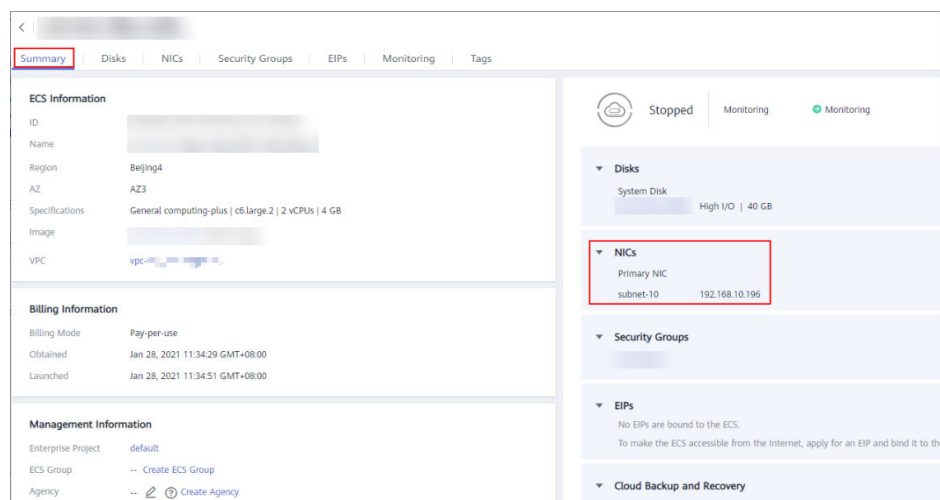 Summary Disks NICs Security Groups EIPs Monitoring Tags
ECS Information
ID
Name
Region Beijing4
AZ AZ3
Specifications General computing-plus | c6.large.2 | 2 vCPUs | 4 GB
Image
VPC vpc-
Billing Information
Billing Mode Pay-per-use
Obtained Jan 28, 2021 11:34:29 GMT+08:00
Launched Jan 28, 2021 11:34:51 GMT+08:00
Management Information
Enterprise Project default
ECS Group -- Create ECS Group
Agency -- Create Agency
Stopped Monitoring Monitoring
Disks
System Disk
High I/O | 40 GB
NICs
Primary NIC
subnet-10 192.168.10.196
Security Groups
EIPs
No EIPs are bound to the ECS.
To make the ECS accessible from the Internet, apply for an EIP and bind it to the
Cloud Backup and Recovery